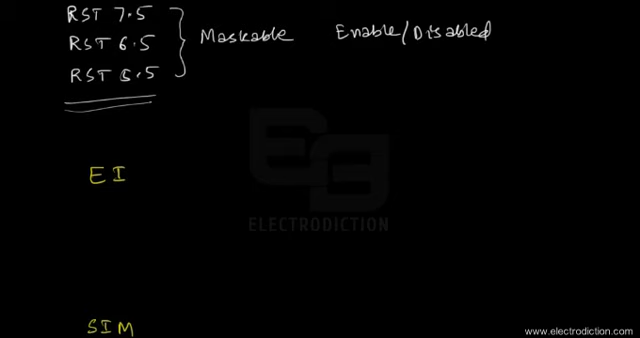 RST 7.5
RST 6.5
RST 5.5
Maskable Enable/Disabled
EI
ELECTRODICTION
SIM
www.electrodiction.com